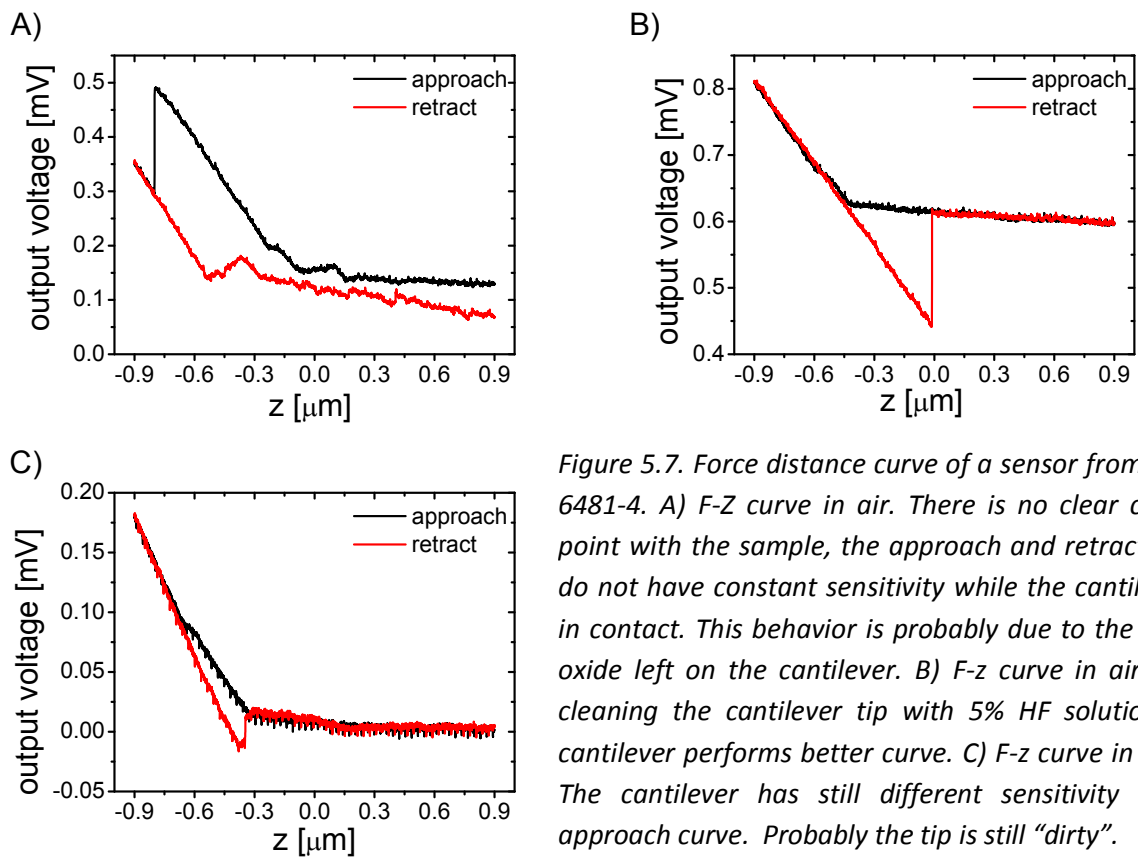 A)
approach
retract
0.5
0.4
0.3
0.2
0.1
0.0
output voltage [mV]
-0.9 -0.6 -0.3 0.0 0.3 0.6 0.9
z [μm]
B)
approach
retract
0.8
0.7
0.6
0.5
0.4
output voltage [mV]
-0.9 -0.6 -0.3 0.0 0.3 0.6 0.9
z [μm]
C)
approach
retract
0.20
0.15
0.10
0.05
0.00
-0.05
output voltage [mV]
-0.9 -0.6 -0.3 0.0 0.3 0.6 0.9
z [μm]
Figure 5.7. Force distance curve of a sensor from
6481-4. A) F-Z curve in air. There is no clear c
point with the sample, the approach and retract
do not have constant sensitivity while the cantil
in contact. This behavior is probably due to the
oxide left on the cantilever. B) F-z curve in air
cleaning the cantilever tip with 5% HF solutio
cantilever performs better curve. C) F-z curve in
The cantilever has still different sensitivity
approach curve. Probably the tip is still “dirty”.